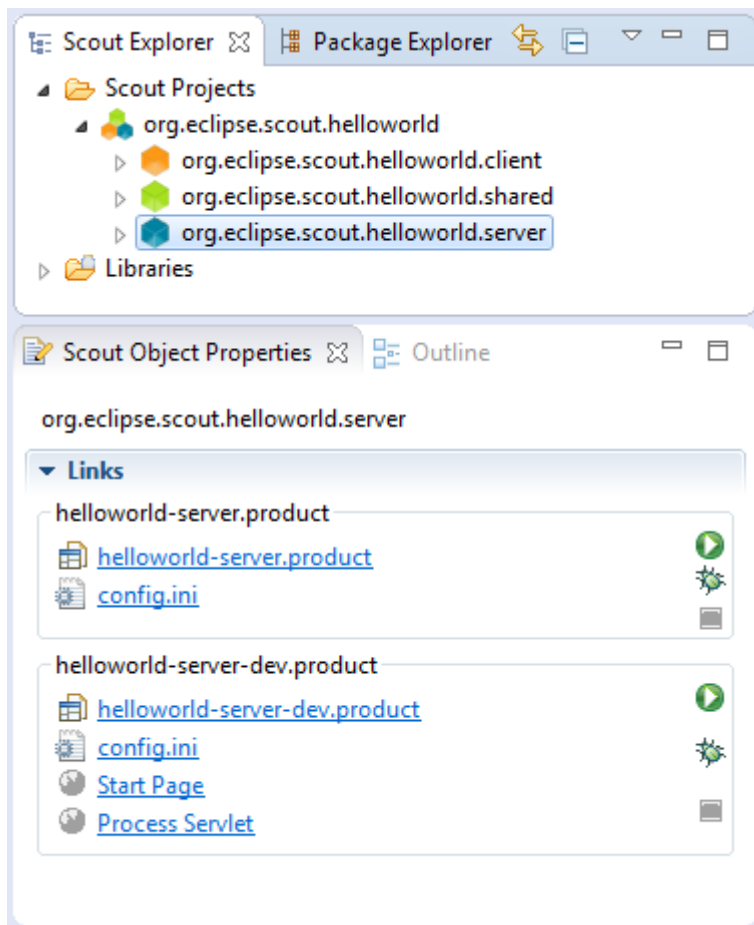 Scout Explorer Package Explorer
Scout Projects
org.eclipse.scout.helloworld
org.eclipse.scout.helloworld.client
org.eclipse.scout.helloworld.shared
org.eclipse.scout.helloworld.server
Libraries
Scout Object Properties Outline
org.eclipse.scout.helloworld.server
Links
helloworld-server.product
helloworld-server.product
config.ini
helloworld-server-dev.product
helloworld-server-dev.product
config.ini
Start Page
Process Servlet